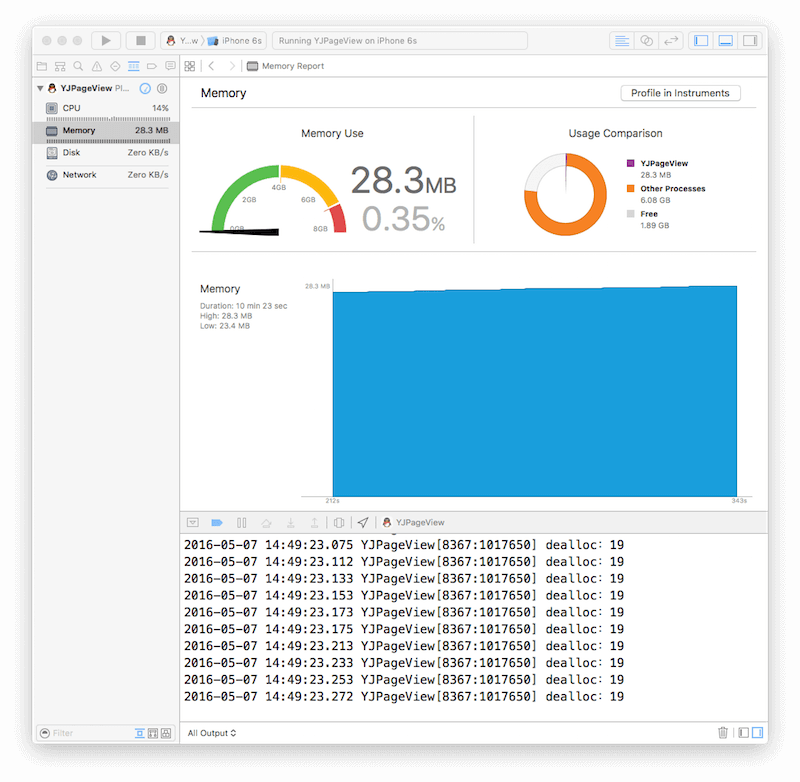 Y...w 〉 iPhone 6s
Running YJPageView on iPhone 6s
Memory Report
YJPageView PI...
CPU 14%
Memory 28.3 MB
Disk Zero KB/s
Network Zero KB/s
Memory
Profile in Instruments
Memory Use
0GB
2GB
4GB
6GB
8GB
28.3MB
0.35%
Usage Comparison
YJPageView
28.3 MB
Other Processes
6.08 GB
Free
1.89 GB
Memory
Duration: 10 min 23 sec
High: 28.3 MB
Low: 23.4 MB
28.3 MB
212s
343s
YJPageView
2016-05-07 14:49:23.075 YJPageView[8367:1017650] dealloc: 19
2016-05-07 14:49:23.112 YJPageView[8367:1017650] dealloc: 19
2016-05-07 14:49:23.133 YJPageView[8367:1017650] dealloc: 19
2016-05-07 14:49:23.153 YJPageView[8367:1017650] dealloc: 19
2016-05-07 14:49:23.173 YJPageView[8367:1017650] dealloc: 19
2016-05-07 14:49:23.175 YJPageView[8367:1017650] dealloc: 19
2016-05-07 14:49:23.213 YJPageView[8367:1017650] dealloc: 19
2016-05-07 14:49:23.233 YJPageView[8367:1017650] dealloc: 19
2016-05-07 14:49:23.253 YJPageView[8367:1017650] dealloc: 19
2016-05-07 14:49:23.272 YJPageView[8367:1017650] dealloc: 19
Filter
All Output